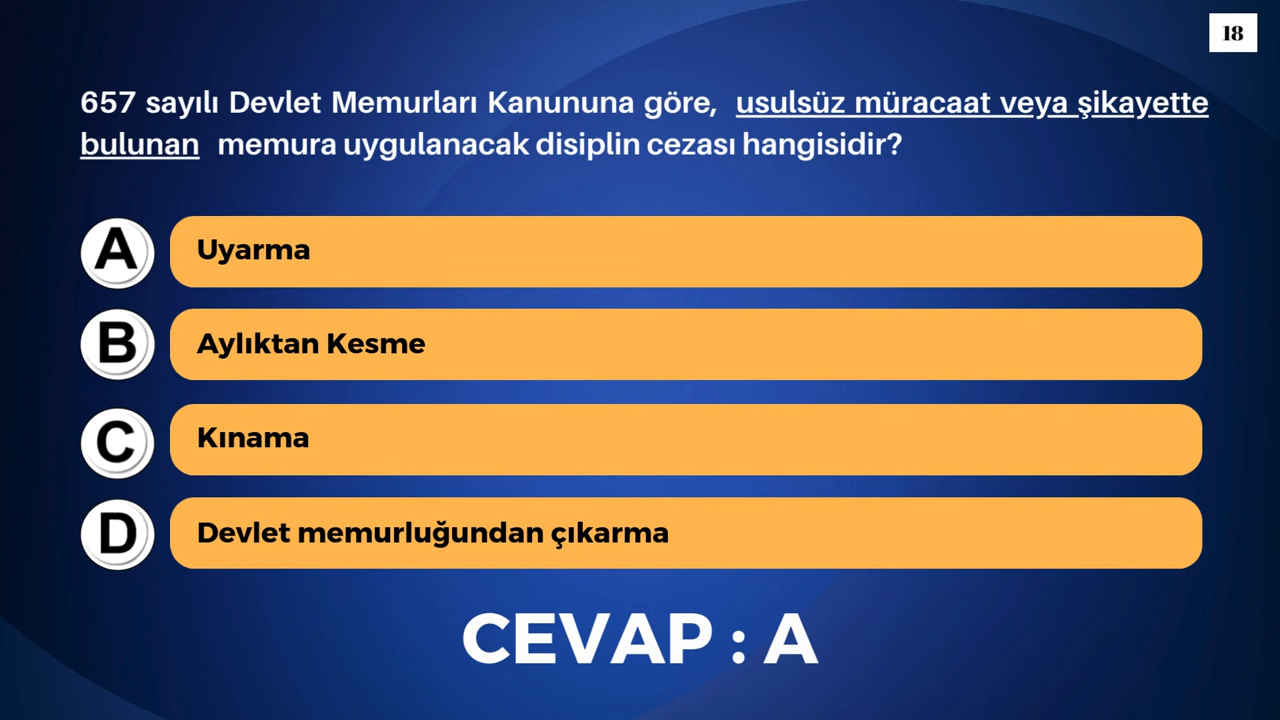 18
657 sayılı Devlet Memurları Kanununa göre, usulsüz müracaat veya şikayette
bulunan memura uygulanacak disiplin cezası hangisidir?
A Uyarma
B Aylıktan Kesme
C Kınama
D Devlet memurluğundan çıkarma
CEVAP : A